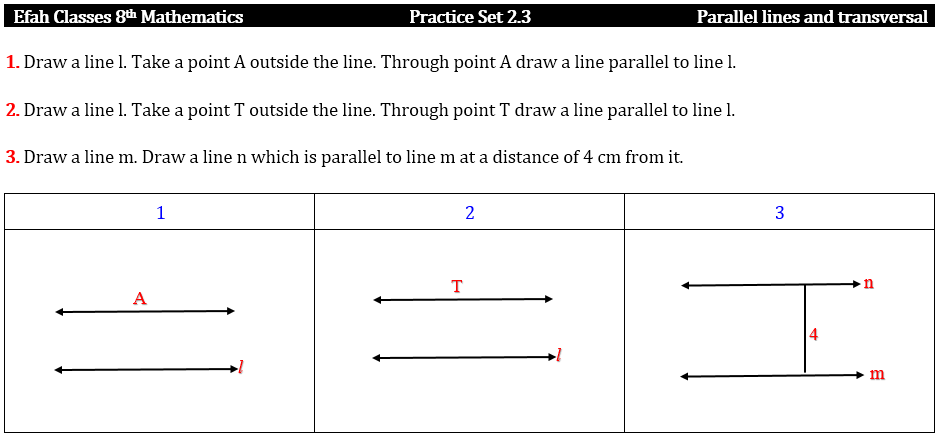 Efah Classes 8th Mathematics Practice Set 2.3 Parallel lines and transversal
1. Draw a line l. Take a point A outside the line. Through point A draw a line parallel to line l.
2. Draw a line l. Take a point T outside the line. Through point T draw a line parallel to line l.
3. Draw a line m. Draw a line n which is parallel to line m at a distance of 4 cm from it.
1 2 3
A
l
T
l
n
4
m